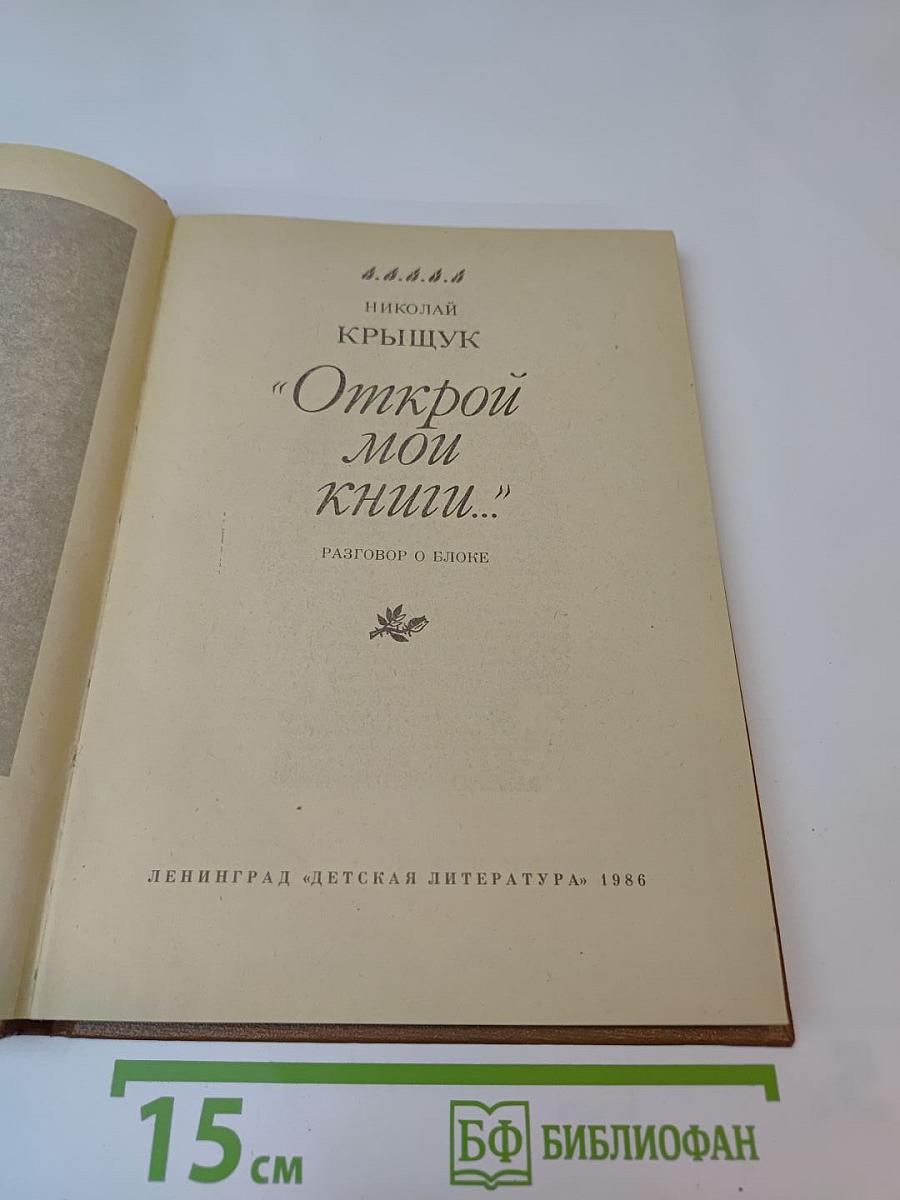 НИКОЛАЙ
КРЫЩУК
«Открой
мои
книги...»
РАЗГОВОР О БЛОКЕ
ЛЕНИНГРАД «ДЕТСКАЯ ЛИТЕРАТУРА» 1986
15 см
БФ БИБЛИОФАН